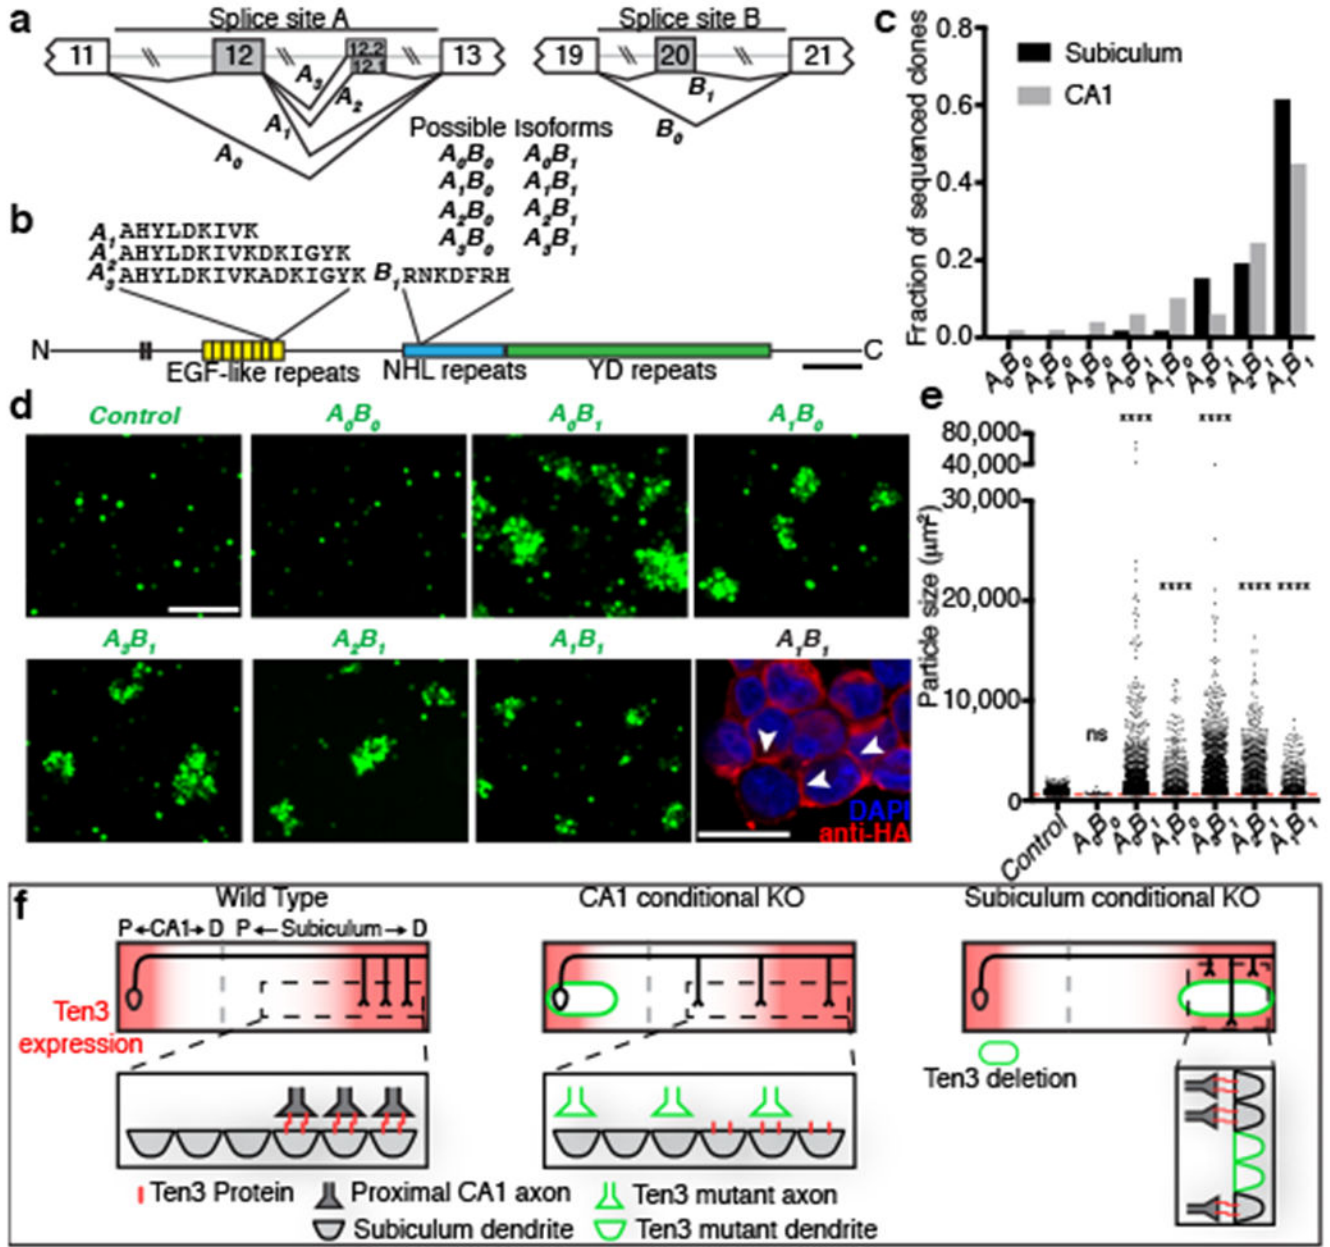 a
Splice site A
Splice site B
11
12
12.2
12.1
13
19
20
21
A3
A2
A1
A0
B1
B0
Possible Isoforms
A0B0 A0B1
A1B0 A1B1
A2B0 A2B1
A3B0 A3B1
b
A1 AHYLDKIVK
A2 AHYLDKIVKDKIGYK
A3 AHYLDKIVKADKIGYK
B1 RNKDFRH
N
C
EGF-like repeats
NHL repeats
YD repeats
c
Fraction of sequenced clones
0.8
0.6
0.4
0.2
0.0
Subiculum
CA1
A0B0
A2B0
A3B0
A0B1
A1B0
A3B1
A2B1
A1B1
d
Control
A0B0
A0B1
A1B0
A3B1
A2B1
A1B1
A1B1
DAPI
anti-HA
e
Particle size (µm²)
80,000
40,000
30,000
20,000
10,000
0
ns
****
****
****
****
****
Control
A0B0
A0B1
A1B0
A3B1
A2B1
A1B1
f
Wild Type
CA1 conditional KO
Subiculum conditional KO
P←CA1→D P←Subiculum→D
Ten3
expression
Ten3 deletion
Ten3 Protein
Proximal CA1 axon
Ten3 mutant axon
Subiculum dendrite
Ten3 mutant dendrite